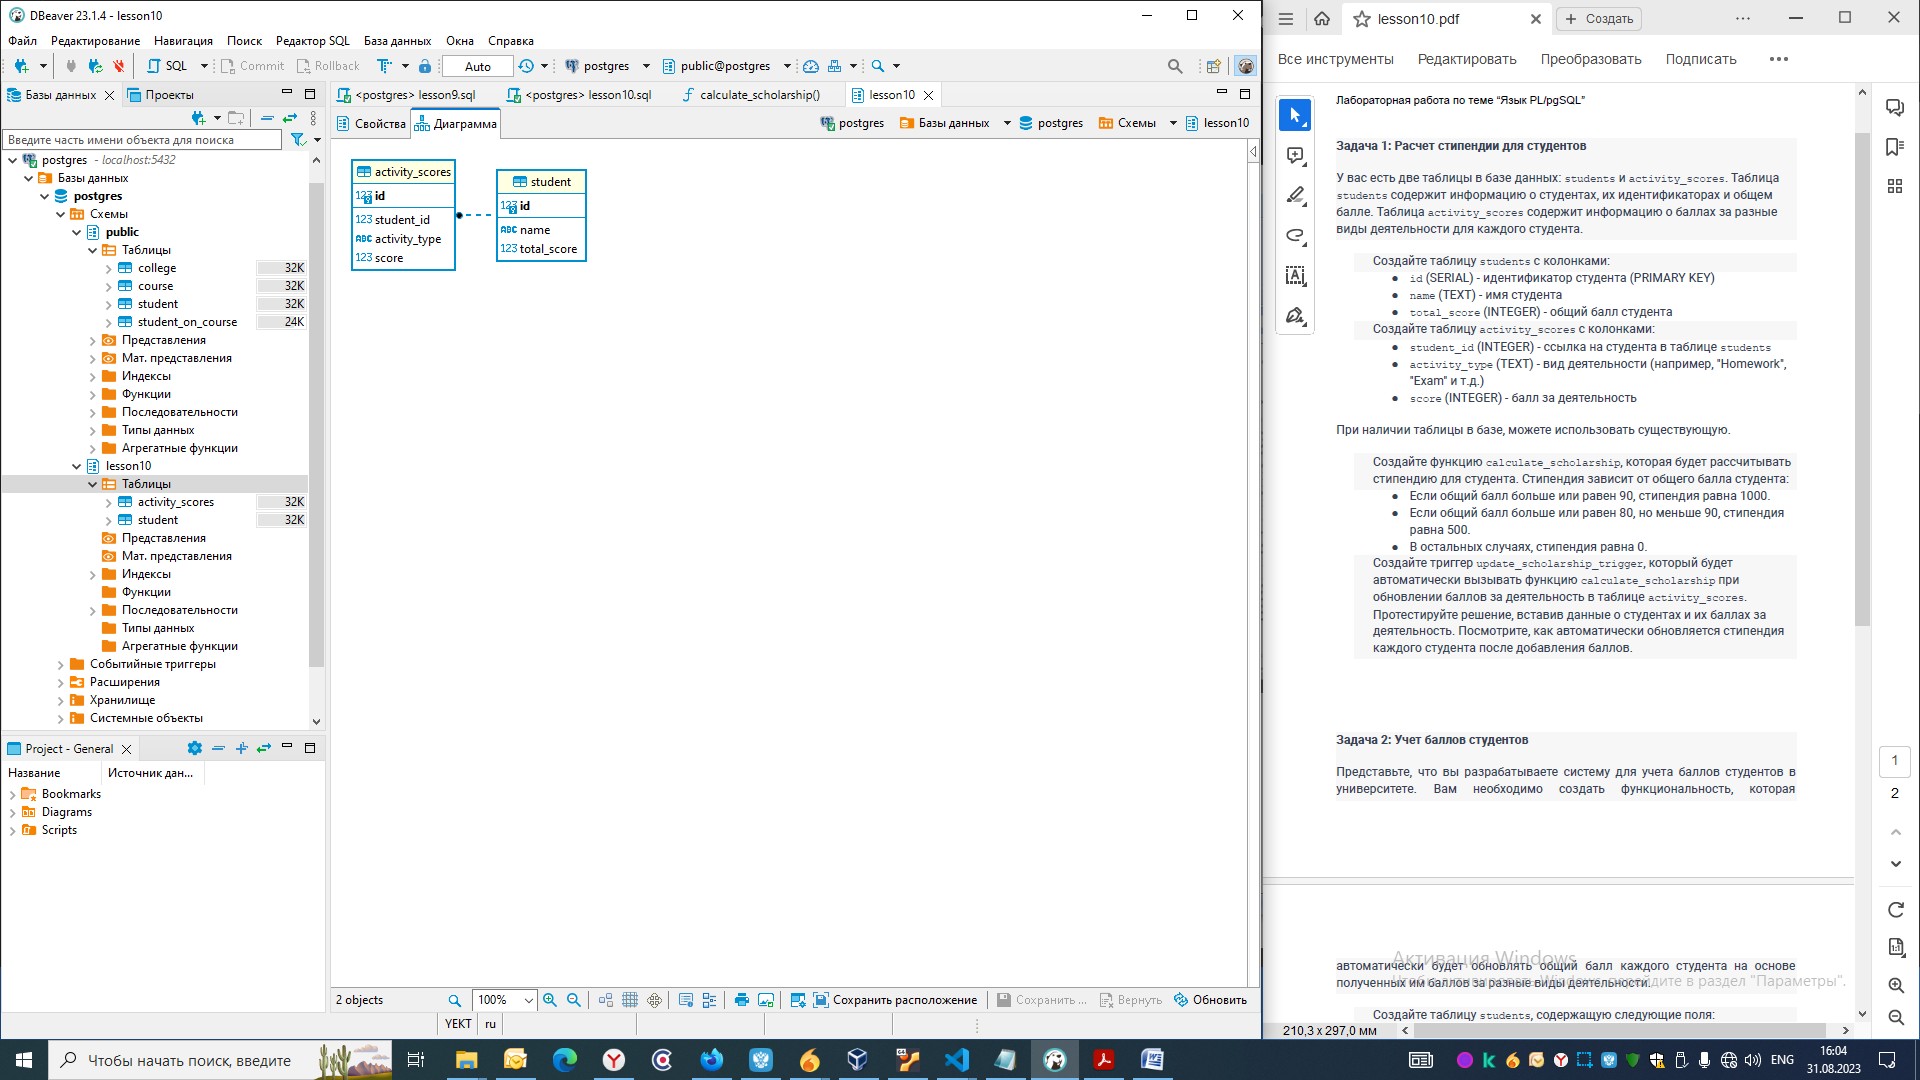 DBeaver 23.1.4 - lesson10
Файл Редактирование Навигация Поиск Редактор SQL База данных Окна Справка
SQL Commit Rollback Auto postgres public@postgres
Базы данных Проекты
Введите часть имени объекта для поиска
postgres - localhost:5432
Базы данных
postgres
Схемы
public
Таблицы
college 32K
course 32K
student 32K
student_on_course 24K
Представления
Мат. представления
Индексы
Функции
Последовательности
Типы данных
Агрегатные функции
lesson10
Таблицы
activity_scores 32K
student 32K
Представления
Мат. представления
Индексы
Функции
Последовательности
Типы данных
Агрегатные функции
Событийные триггеры
Расширения
Хранилище
Системные объекты
Project - General
Название Источник дан...
Bookmarks
Diagrams
Scripts
<postgres> lesson9.sql <postgres> lesson10.sql calculate_scholarship() lesson10
Свойства Диаграмма postgres Базы данных postgres Схемы lesson10
activity_scores
123 id
123 student_id
ABC activity_type
123 score
student
123 id
ABC name
123 total_score
2 objects 100% Сохранить расположение Сохранить ... Вернуть Обновить
YEKT ru
lesson10.pdf Создать
Все инструменты Редактировать Преобразовать Подписать
Лабораторная работа по теме “Язык PL/pgSQL”
Задача 1: Расчет стипендии для студентов
У вас есть две таблицы в базе данных: students и activity_scores. Таблица
students содержит информацию о студентах, их идентификаторах и общем
балле. Таблица activity_scores содержит информацию о баллах за разные
виды деятельности для каждого студента.
Создайте таблицу students с колонками:
● id (SERIAL) - идентификатор студента (PRIMARY KEY)
● name (TEXT) - имя студента
● total_score (INTEGER) - общий балл студента
Создайте таблицу activity_scores с колонками:
● student_id (INTEGER) - ссылка на студента в таблице students
● activity_type (TEXT) - вид деятельности (например, "Homework",
"Exam" и т.д.)
● score (INTEGER) - балл за деятельность
При наличии таблицы в базе, можете использовать существующую.
Создайте функцию calculate_scholarship, которая будет рассчитывать
стипендию для студента. Стипендия зависит от общего балла студента:
● Если общий балл больше или равен 90, стипендия равна 1000.
● Если общий балл больше или равен 80, но меньше 90, стипендия
равна 500.
● В остальных случаях, стипендия равна 0.
Создайте триггер update_scholarship_trigger, который будет
автоматически вызывать функцию calculate_scholarship при
обновлении баллов за деятельность в таблице activity_scores.
Протестируйте решение, вставив данные о студентах и их баллах за
деятельность. Посмотрите, как автоматически обновляется стипендия
каждого студента после добавления баллов.
Задача 2: Учет баллов студентов
Представьте, что вы разрабатываете систему для учета баллов студентов в
университете. Вам необходимо создать функциональность, которая
Активация Windows
автоматически будет обновлять общий балл каждого студента на основе
полученных им баллов за разные виды деятельности.
Чтобы активировать Windows, перейдите в раздел "Параметры".
Создайте таблицу students, содержащую следующие поля:
210,3 x 297,0 мм
1
2
Чтобы начать поиск, введите
ENG
16:04
31.08.2023